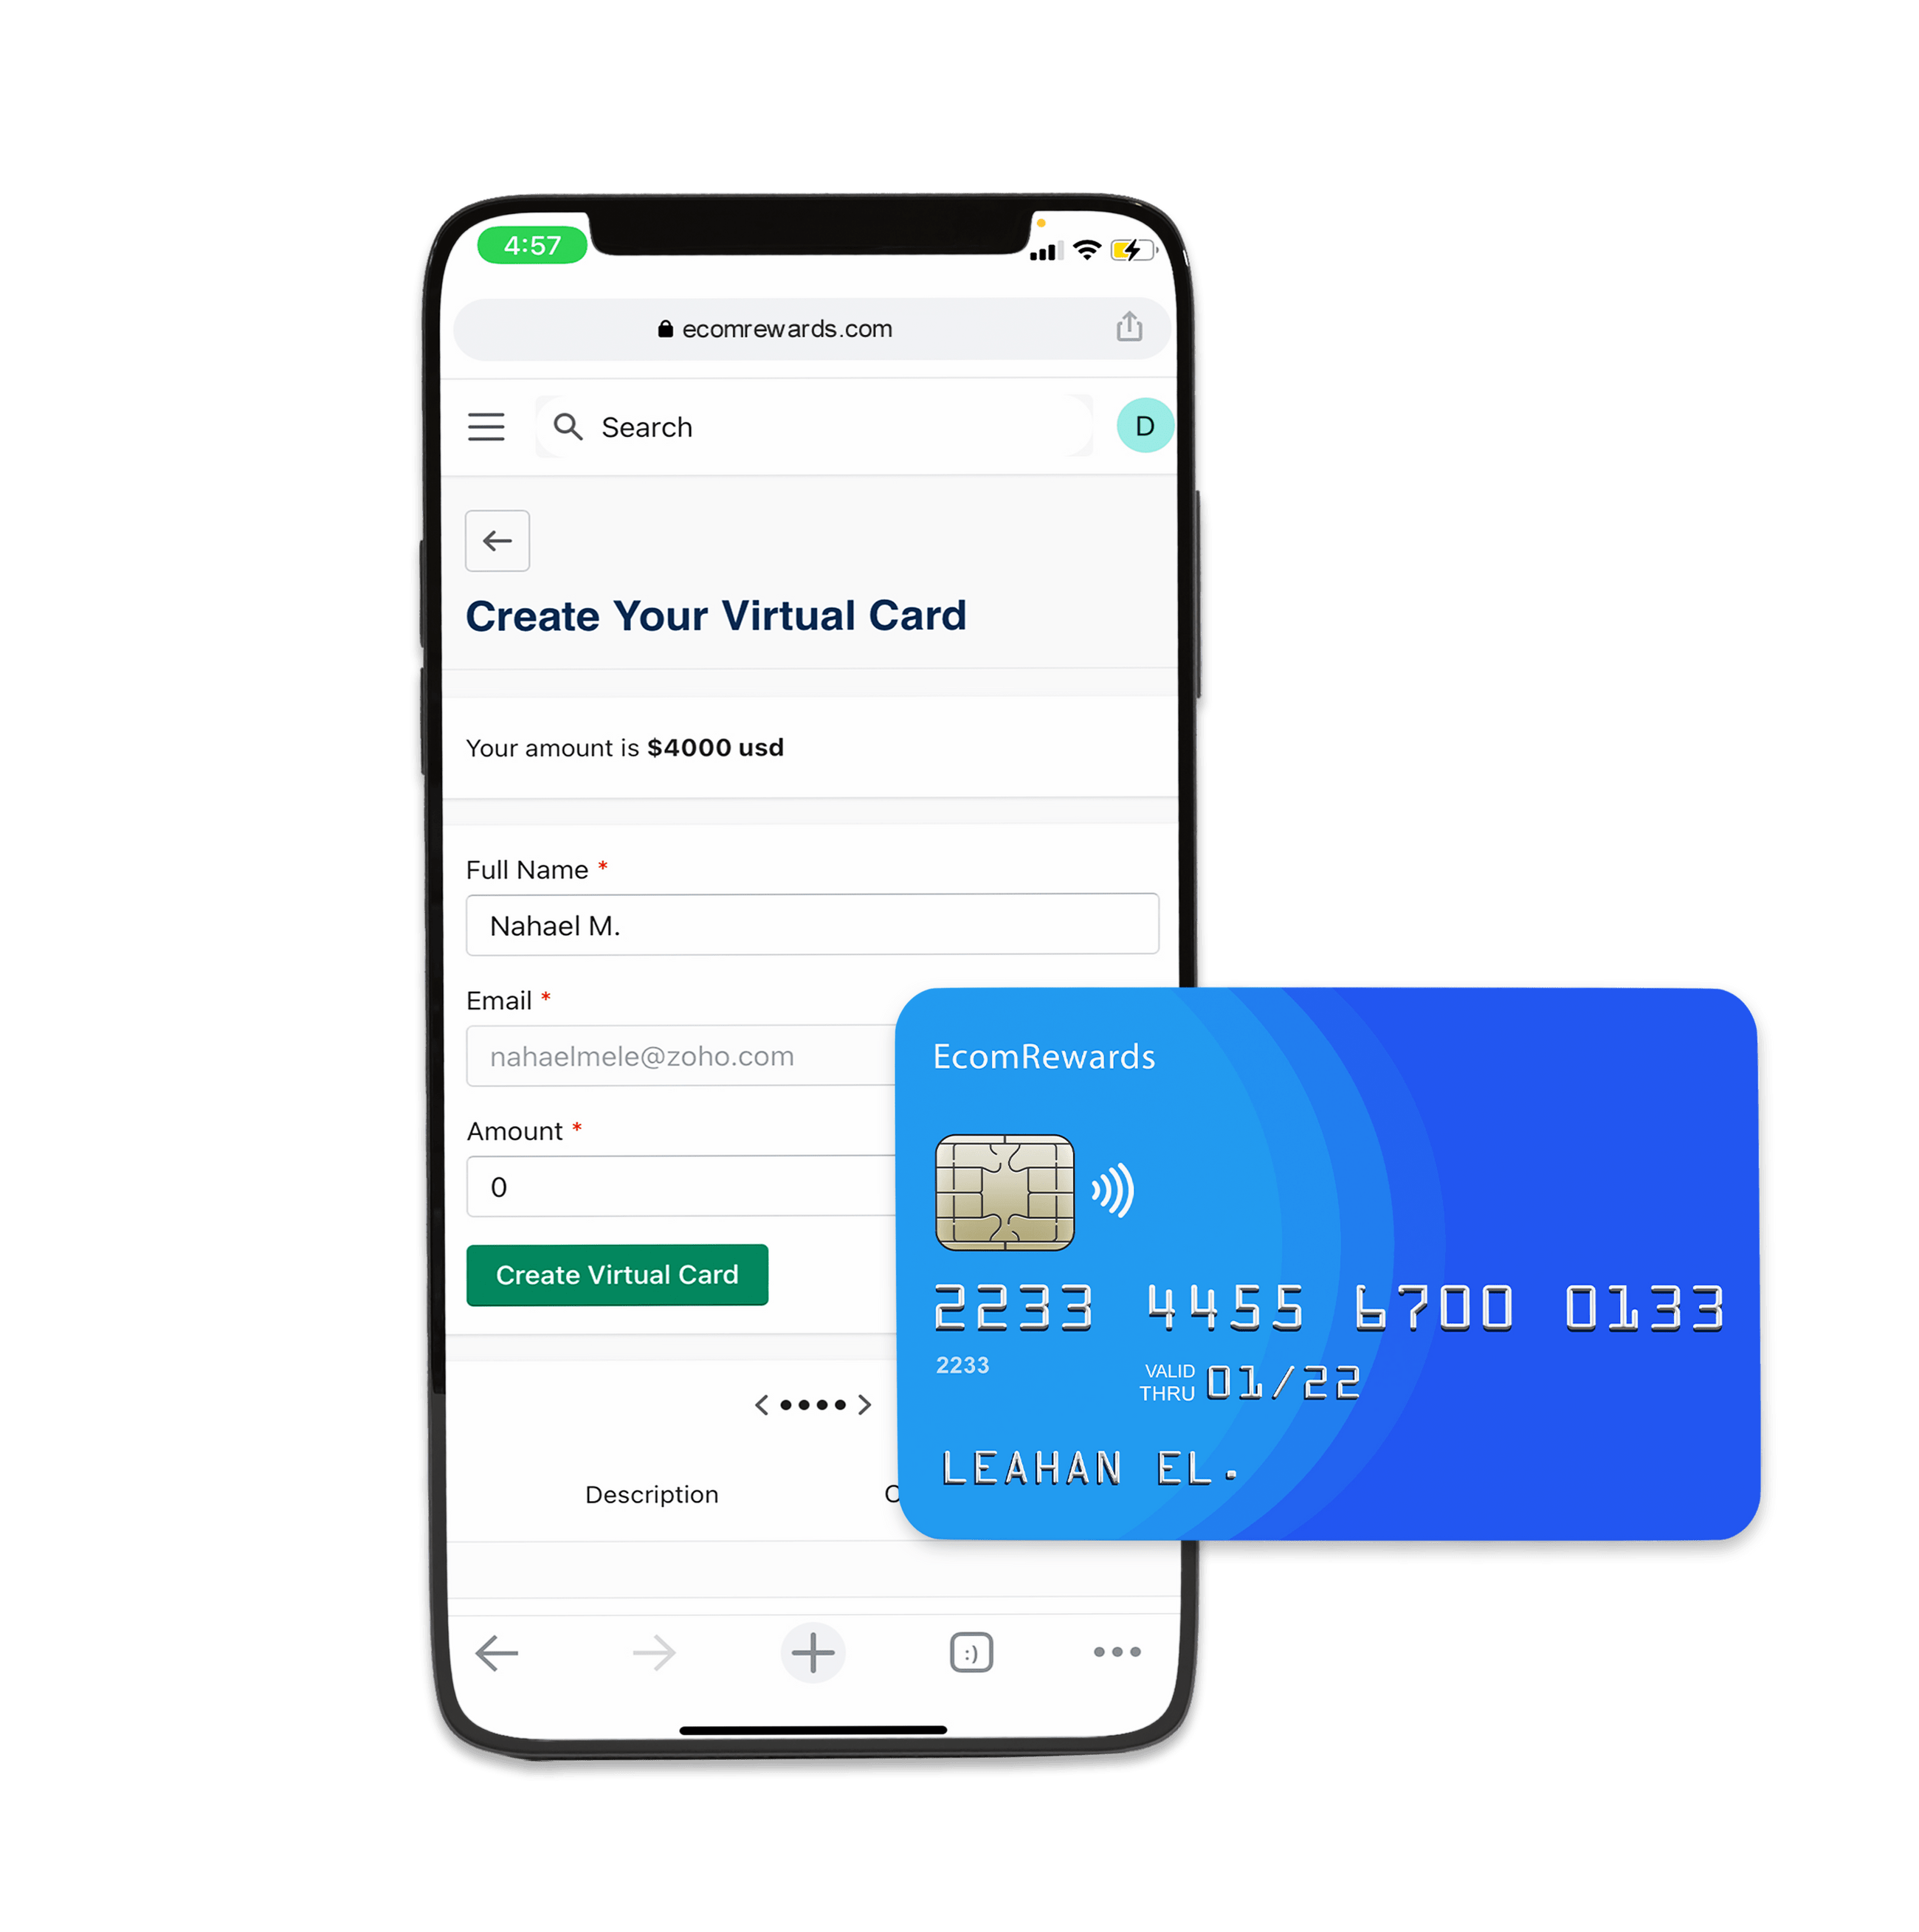 4:57
ecomrewards.com
Search
D
Create Your Virtual Card
Your amount is $4000 usd
Full Name *
Nahael M.
Email *
nahaelmele@zoho.com
Amount *
0
Create Virtual Card
Description
:)
EcomRewards
2233 4455 6700 0133
2233
VALID
THRU 01/22
LEAHAN EL.